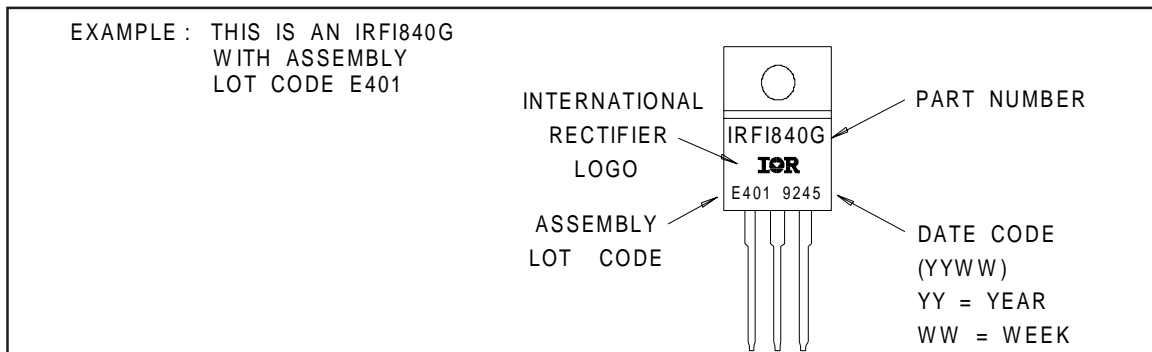 EXAMPLE : THIS IS AN IRFI840G
WITH ASSEMBLY
LOT CODE E401
INTERNATIONAL
RECTIFIER
LOGO
ASSEMBLY
LOT CODE
IRFI840G
IOR
E401 9245
PART NUMBER
DATE CODE
(YYWW)
YY = YEAR
WW = WEEK